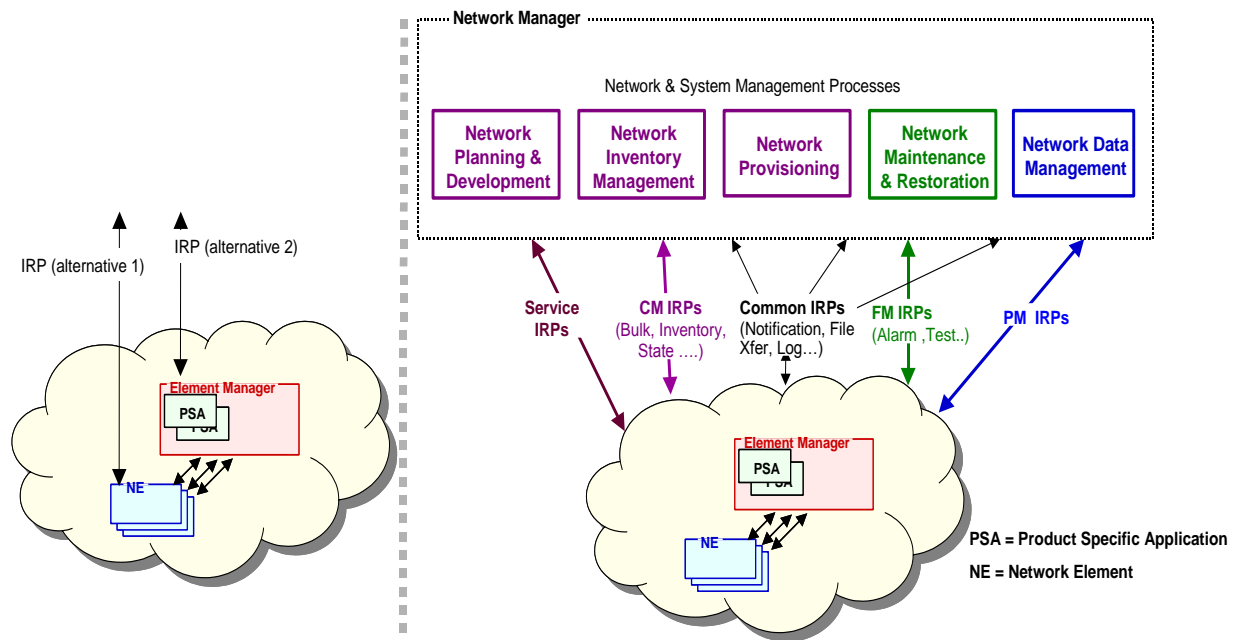 Network Manager
Network & System Management Processes
Network
Planning &
Development
Network
Inventory
Management
Network
Provisioning
Network
Maintenance
& Restoration
Network Data
Management
IRP (alternative 1)
IRP (alternative 2)
Service
IRPs
CM IRPs
(Bulk, Inventory,
State ….)
Common IRPs
(Notification, File
Xfer, Log…)
FM IRPs
(Alarm ,Test..)
PM IRPs
Element Manager
PSA
PSA
NE
Element Manager
PSA
PSA
NE
PSA = Product Specific Application
NE = Network Element